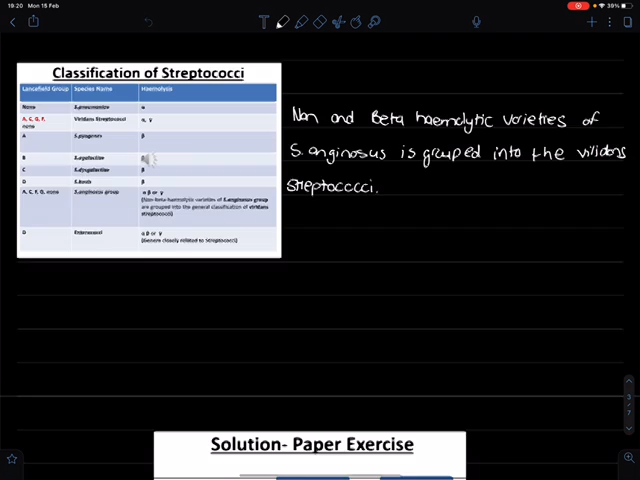 19:20 Mon 15 Feb
39%
Classification of Streptococci
Lancefield Group Species Name Haemolysis
None S.pneumoniae α
A, C, G, F, none Viridans Streptococci α, γ
A S.pyogenes β
B S.agalactiae
C S.dysgalactiae β
D S.bovis β
A, C, F, G, none S.anginosus group α β or γ
(Non-beta-haemolytic varieties of S.anginosus group
are grouped into the general classification of viridans
streptococci)
D Enterococci α β or γ
(Genera closely related to Streptococci)
Non and Beta haemolytic varieties of
S. anginosus is grouped into the viridans
streptococci.
3
/
7
Solution- Paper Exercise